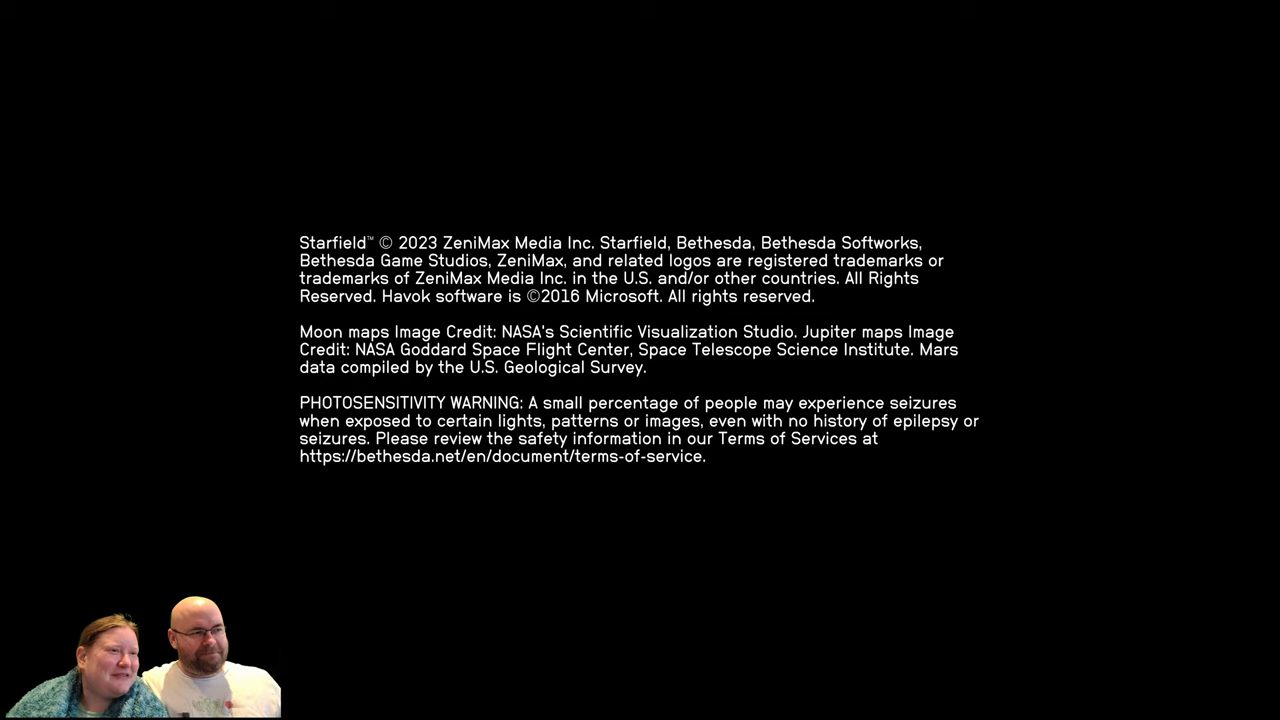 Starfield™ © 2023 ZeniMax Media Inc. Starfield, Bethesda, Bethesda Softworks,
Bethesda Game Studios, ZeniMax, and related logos are registered trademarks or
trademarks of ZeniMax Media Inc. in the U.S. and/or other countries. All Rights
Reserved. Havok software is ©2016 Microsoft. All rights reserved.
Moon maps Image Credit: NASA's Scientific Visualization Studio. Jupiter maps Image
Credit: NASA Goddard Space Flight Center, Space Telescope Science Institute. Mars
data compiled by the U.S. Geological Survey.
PHOTOSENSITIVITY WARNING: A small percentage of people may experience seizures
when exposed to certain lights, patterns or images, even with no history of epilepsy or
seizures. Please review the safety information in our Terms of Services at
https://bethesda.net/en/document/terms-of-service.